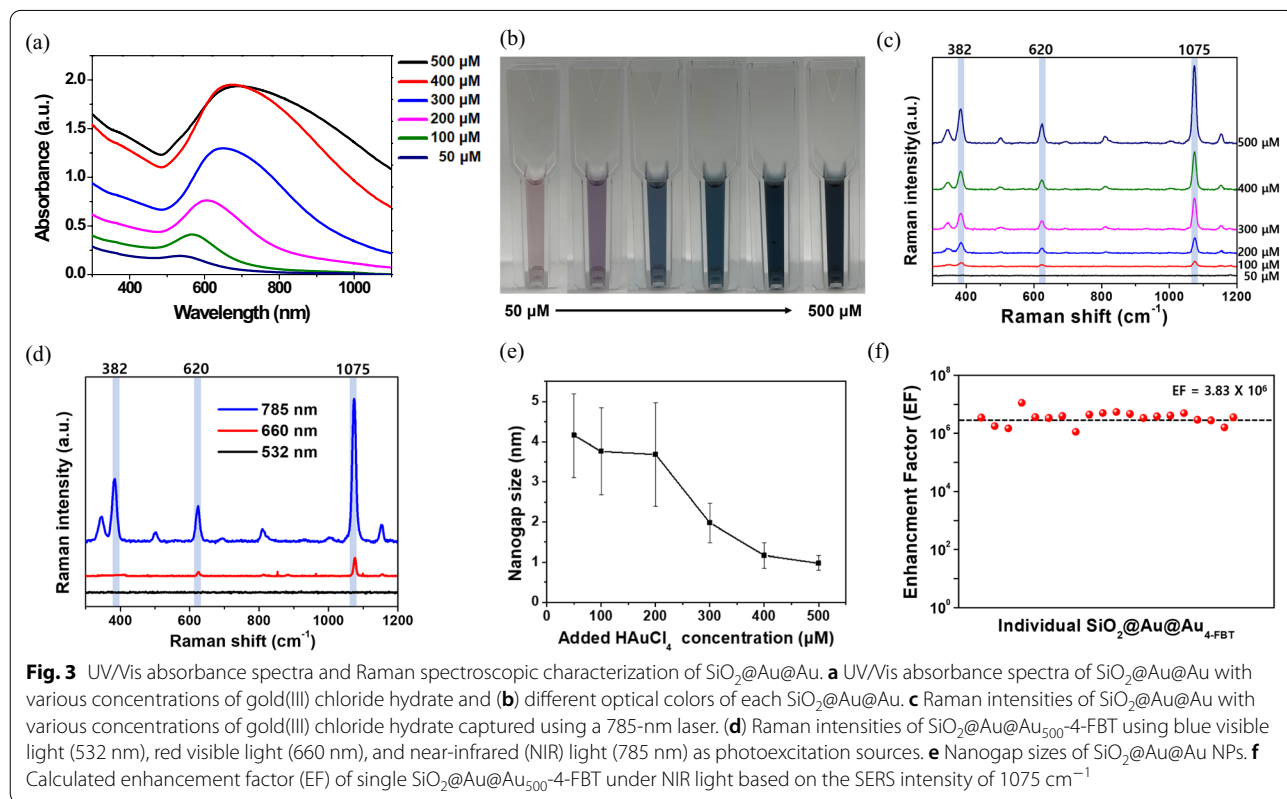 (a)
2.0
1.5
1.0
0.5
0.0
Absorbance (a.u.)
400 600 800 1000
Wavelength (nm)
500 µM
400 µM
300 µM
200 µM
100 µM
50 µM
(b)
50 µM 500 µM
(c)
382 620 1075
Raman intensity(a.u.)
500 µM
400 µM
300 µM
200 µM
100 µM
50 µM
400 600 800 1000 1200
Raman shift (cm⁻¹)
(d)
382 620 1075
785 nm
660 nm
532 nm
Raman intensity (a.u.)
400 600 800 1000 1200
Raman shift (cm⁻¹)
(e)
5
4
3
2
1
0
Nanogap size (nm)
0 100 200 300 400 500
Added HAuCl₄ concentration (µM)
(f)
10⁸
10⁶
10⁴
10²
10⁰
Enhancment Factor (EF)
EF = 3.83 X 10⁶
Individual SiO₂@Au@Au₄₋FBT
Fig. 3 UV/Vis absorbance spectra and Raman spectroscopic characterization of SiO₂@Au@Au. a UV/Vis absorbance spectra of SiO₂@Au@Au with
various concentrations of gold(III) chloride hydrate and (b) different optical colors of each SiO₂@Au@Au. c Raman intensities of SiO₂@Au@Au with
various concentrations of gold(III) chloride hydrate captured using a 785-nm laser. (d) Raman intensities of SiO₂@Au@Au₅₀₀-4-FBT using blue visible
light (532 nm), red visible light (660 nm), and near-infrared (NIR) light (785 nm) as photoexcitation sources. e Nanogap sizes of SiO₂@Au@Au NPs. f
Calculated enhancement factor (EF) of single SiO₂@Au@Au₅₀₀-4-FBT under NIR light based on the SERS intensity of 1075 cm⁻¹